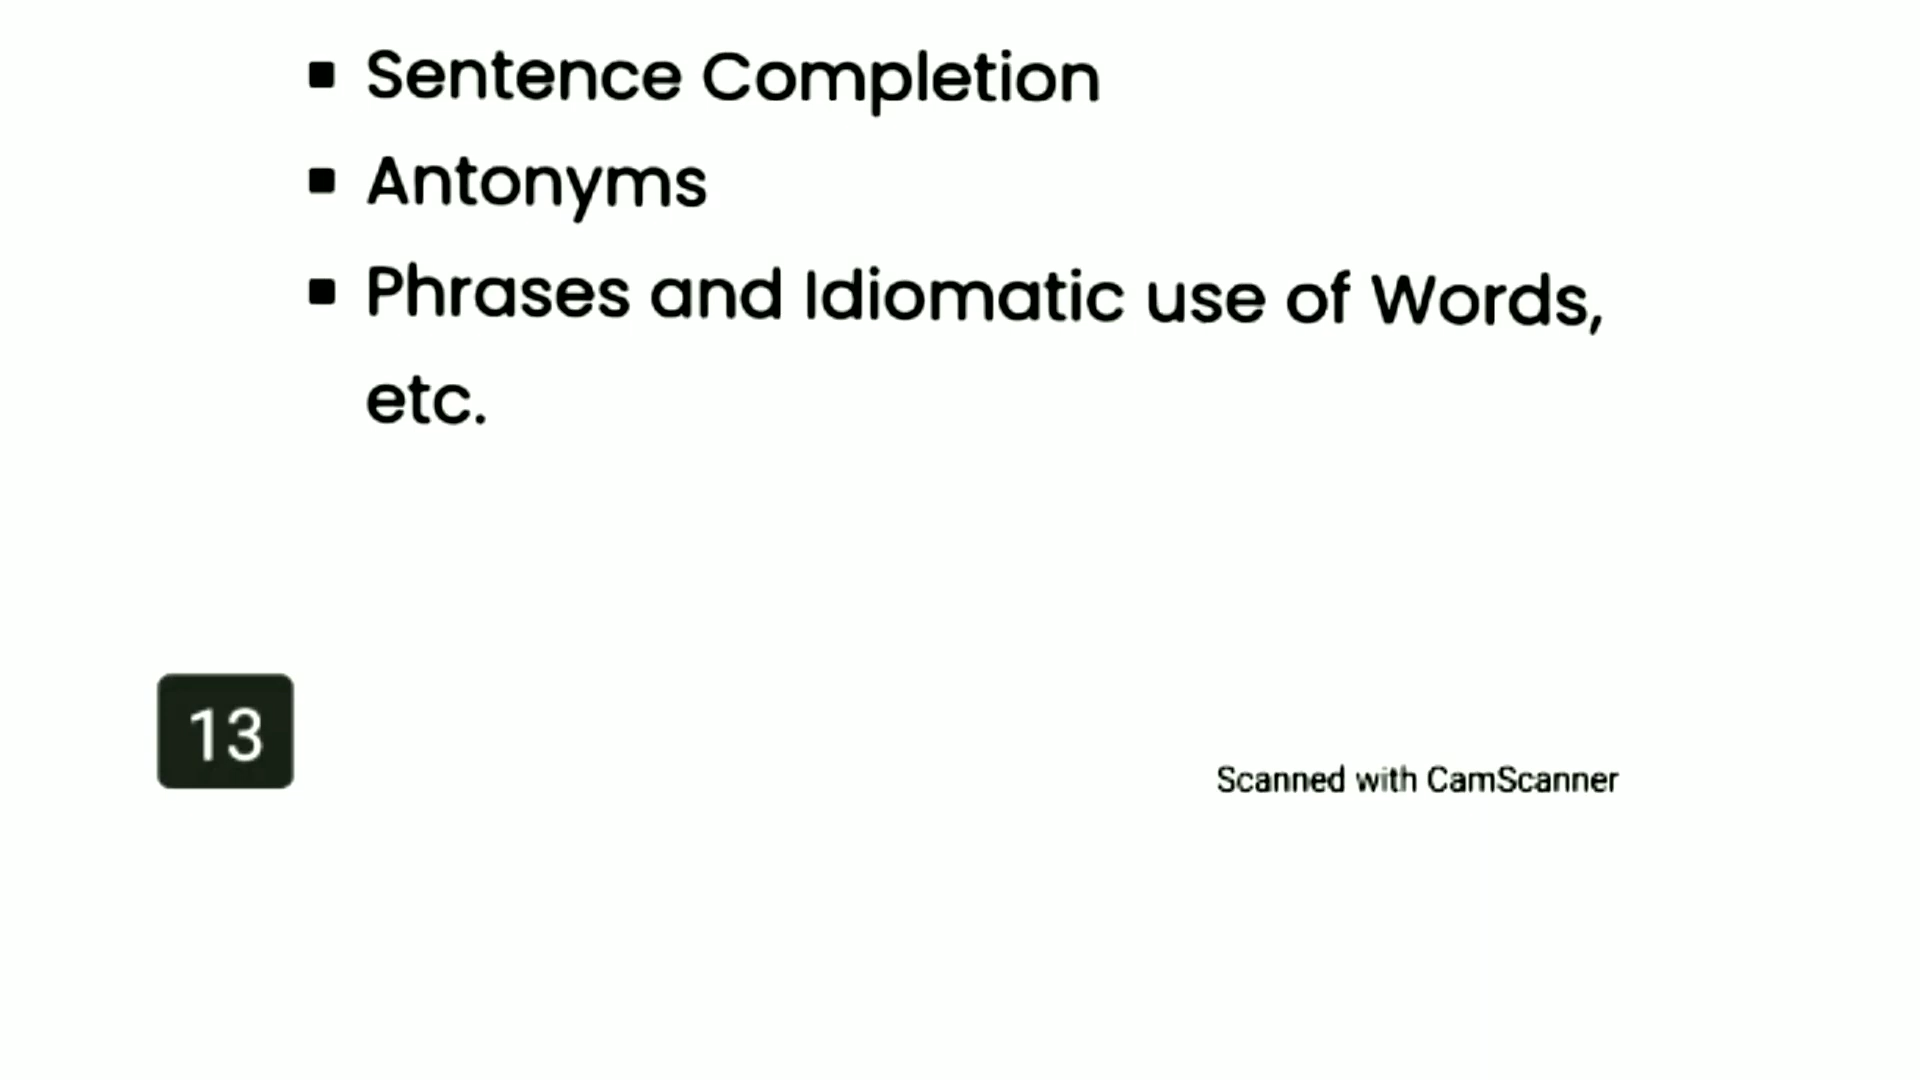 ▪ Sentence Completion
▪ Antonyms
▪ Phrases and Idiomatic use of Words,
etc.
13
Scanned with CamScanner